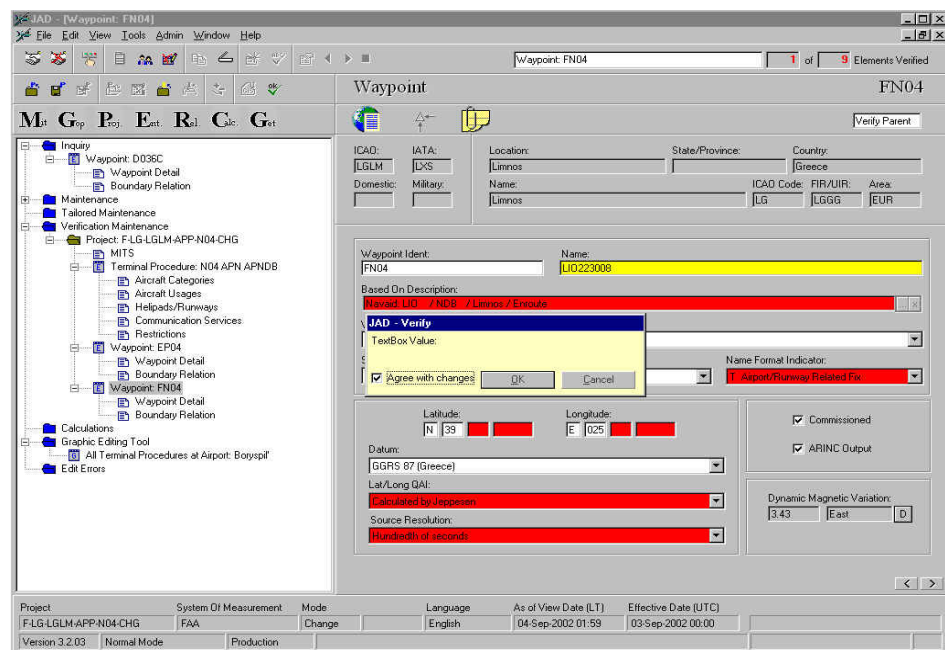 JAD - [Waypoint: FN04]
File Edit View Tools Admin Window Help
Waypoint: FN04 1 of 9 Elements Verified
Waypoint FN04
Mit Gop Proj. Ent. Rel Calc. Get
Verify Parent
Inquiry
Waypoint: D036C
Waypoint Detail
Boundary Relation
Maintenance
Tailored Maintenance
Verification Maintenance
Project: F-LG-LGLM-APP-N04-CHG
MITS
Terminal Procedure: N04 APN APNDB
Aircraft Categories
Aircraft Usages
Helipads/Runways
Communication Services
Restrictions
Waypoint: EP04
Waypoint Detail
Boundary Relation
Waypoint: FN04
Waypoint Detail
Boundary Relation
Calculations
Graphic Editing Tool
All Terminal Procedures at Airport: Boryspil'
Edit Errors
ICAO: IATA: Location: State/Province: Country:
LGLM LXS Limnos Greece
Domestic: Military: Name: ICAO Code: FIR/UIR: Area:
Limnos LG LGGG EUR
Waypoint Ident: Name:
FN04 LIO223008
Based On Description:
Navaid: LIO / NDB / Limnos / Enroute
JAD - Verify
TextBox Value:
Agree with changes OK Cancel
Name Format Indicator:
T Airport/Runway Related Fix
Latitude: Longitude:
N 39 E 025
Datum:
GGRS 87 (Greece)
Lat/Long QAI:
Calculated by Jeppesen
Source Resolution:
Hundredth of seconds
Commissioned
ARINC Output
Dynamic Magnetic Variation:
3.43 East D
Project System Of Measurement Mode Language As of View Date (LT) Effective Date (UTC)
F-LG-LGLM-APP-N04-CHG FAA Change English 04-Sep-2002 01:59 03-Sep-2002 00:00
Version 3.2.03 Normal Mode Production